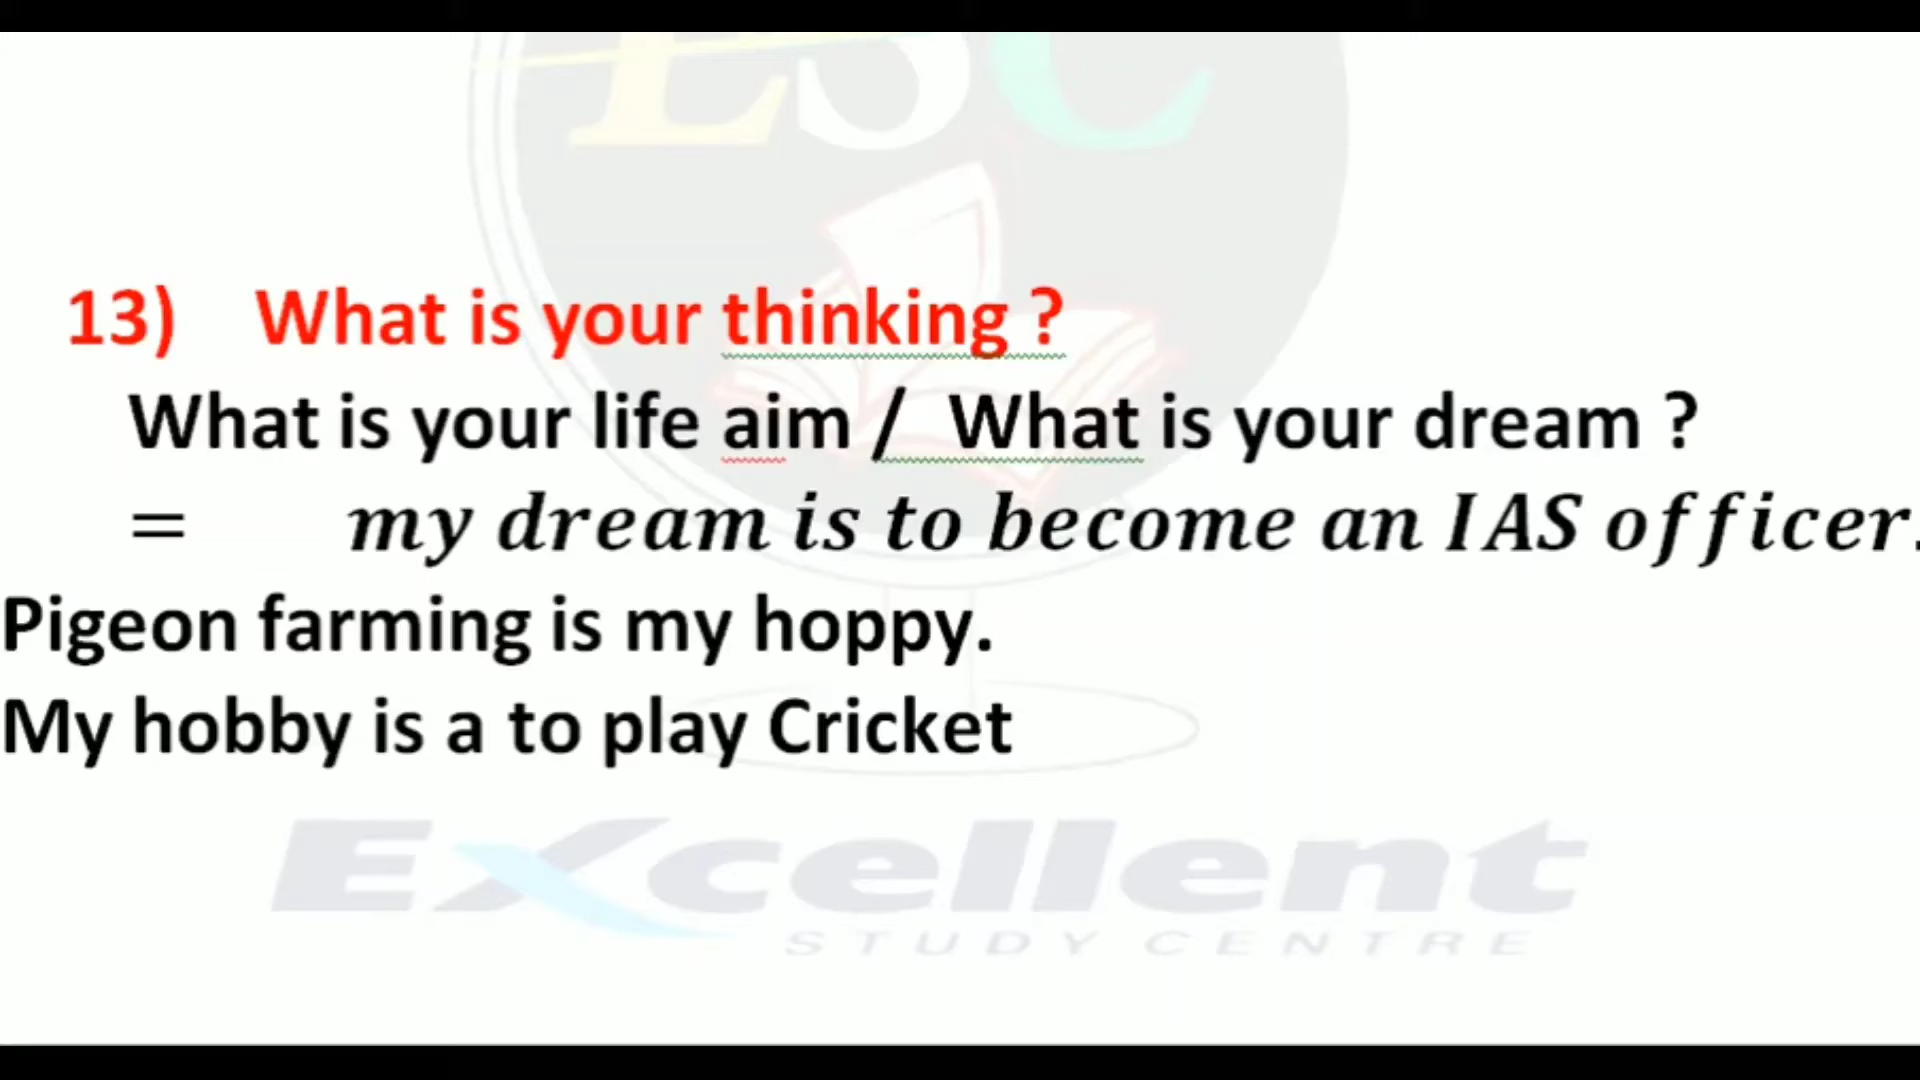 ESC
13) What is your thinking ?
What is your life aim / What is your dream ?
= my dream is to become an IAS officer.
Pigeon farming is my hoppy.
My hobby is a to play Cricket
Excellent
STUDY CENTRE